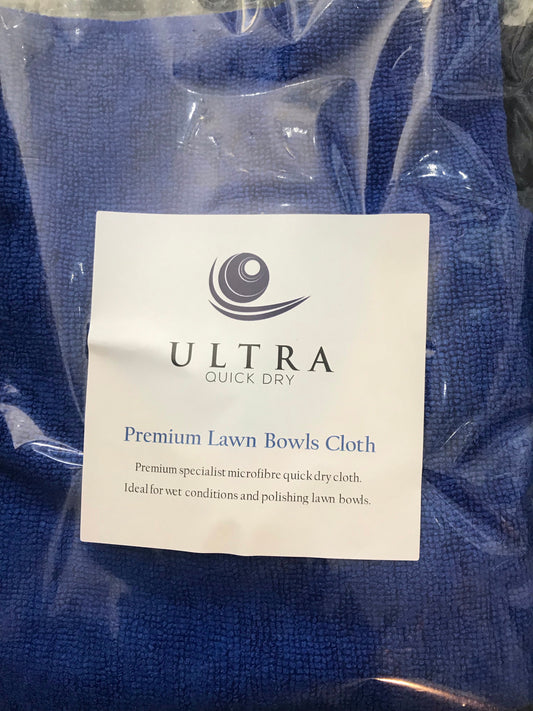 ULTRA
QUICK DRY
Premium Lawn Bowls Cloth
Premium specialist microfibre quick dry cloth.
Ideal for wet conditions and polishing lawn bowls.